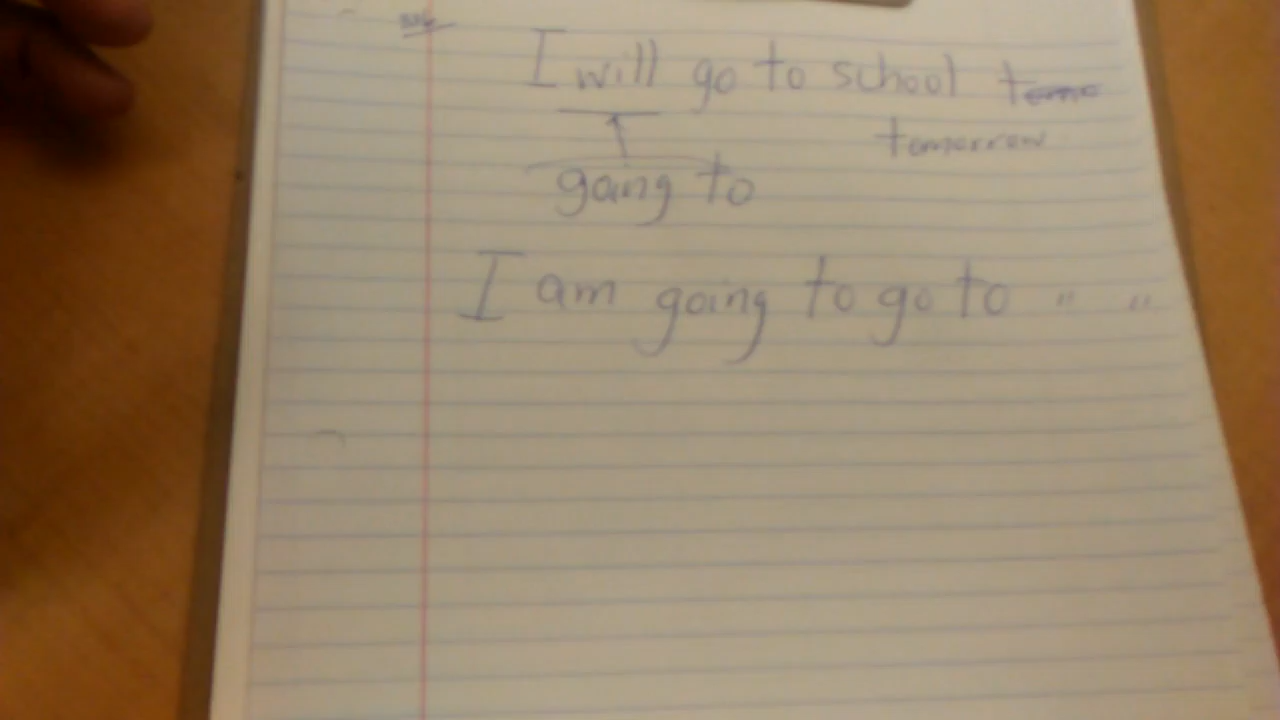 I will go to school
tomorrow
going to
I am going to go to " "